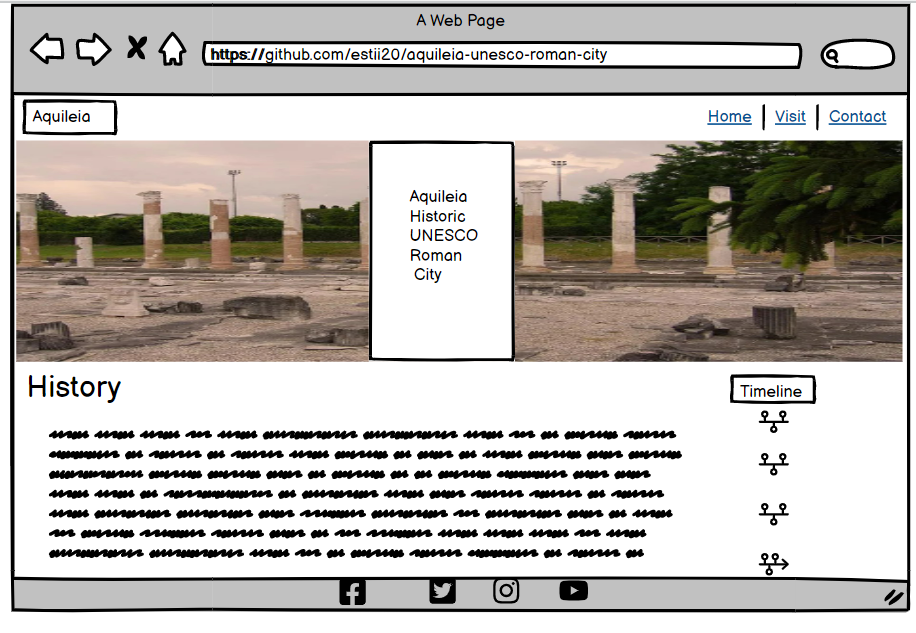 A Web Page
https://github.com/estii20/aquileia-unesco-roman-city
Aquileia
Home | Visit | Contact
Aquileia
Historic
UNESCO
Roman
City
History
Timeline